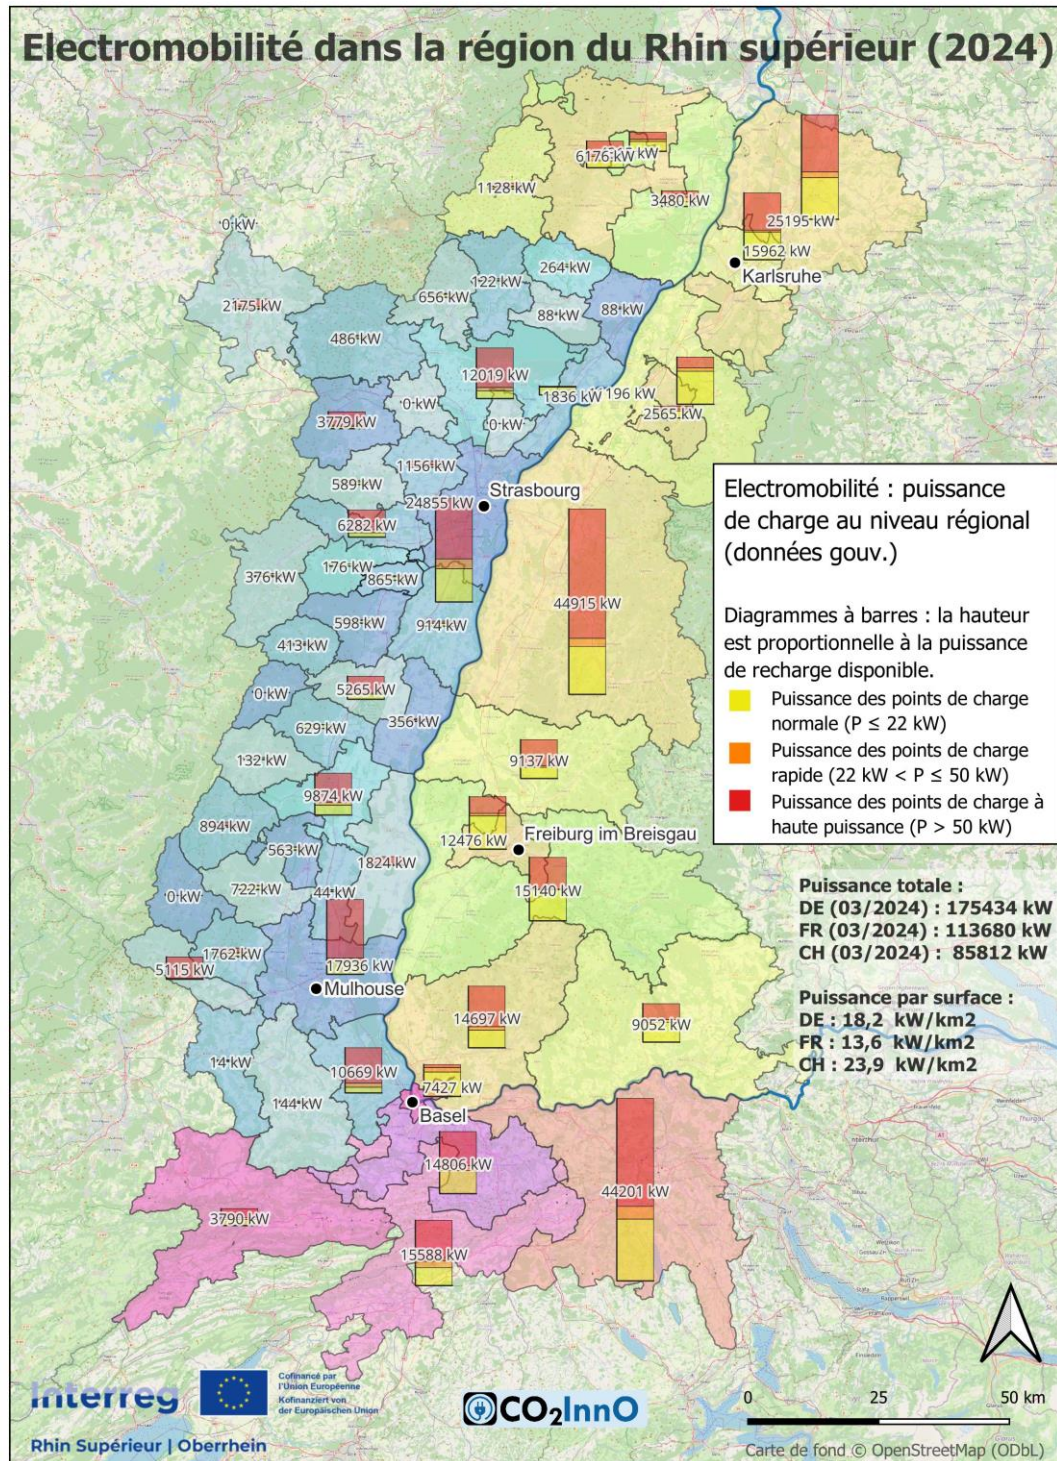 Electromobilité dans la région du Rhin supérieur (2024)
6176 kW
kW
1128 kW
3480 kW
25195 kW
0 kW
15962 kW
Karlsruhe
264 kW
122 kW
656 kW
2175 kW
88 kW
88 kW
486 kW
12019 kW
0 kW
1836 kW
196 kW
2565 kW
3779 kW
0 kW
1156 kW
589 kW
24855 kW
Strasbourg
6282 kW
176 kW
865 kW
376 kW
44915 kW
598 kW
914 kW
413 kW
0 kW
5265 kW
356 kW
629 kW
132 kW
9137 kW
9874 kW
894 kW
12476 kW
Freiburg im Breisgau
563 kW
1824 kW
0 kW
722 kW
44 kW
15140 kW
1762 kW
5115 kW
17936 kW
Mulhouse
14697 kW
9052 kW
14 kW
10669 kW
7427 kW
144 kW
Basel
14806 kW
44201 kW
3790 kW
15588 kW
Electromobilité : puissance
de charge au niveau régional
(données gouv.)
Diagrammes à barres : la hauteur
est proportionnelle à la puissance
de recharge disponible.
Puissance des points de charge
normale (P ≤ 22 kW)
Puissance des points de charge
rapide (22 kW < P ≤ 50 kW)
Puissance des points de charge à
haute puissance (P > 50 kW)
Puissance totale :
DE (03/2024) : 175434 kW
FR (03/2024) : 113680 kW
CH (03/2024) : 85812 kW
Puissance par surface :
DE : 18,2 kW/km2
FR : 13,6 kW/km2
CH : 23,9 kW/km2
Interreg
Cofinancé par
l'Union Européenne
Kofinanziert von
der Europäischen Union
Rhin Supérieur | Oberrhein
CO₂InnO
0 25 50 km
Carte de fond © OpenStreetMap (ODbL)